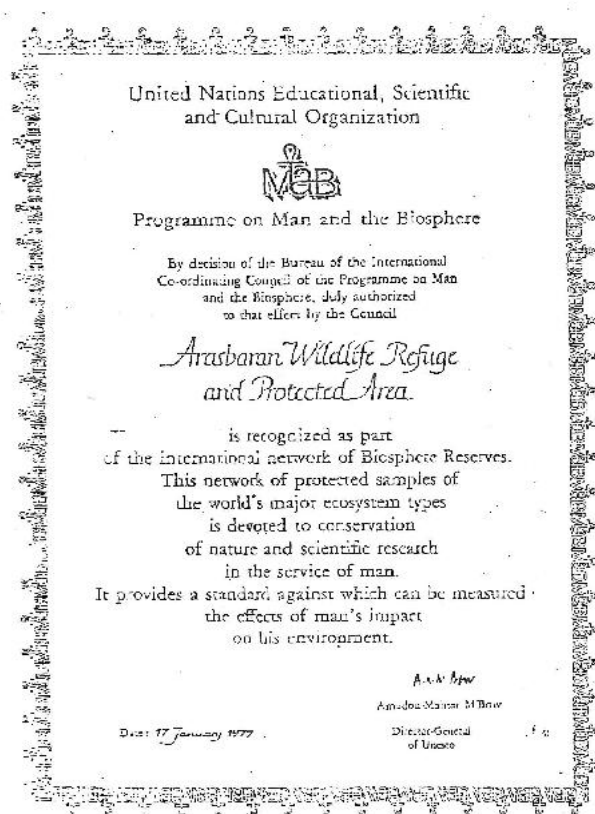 United Nations Educational, Scientific
and Cultural Organization
MaB
Programme on Man and the Biosphere
By decision of the Bureau of the International
Co-ordinating Council of the Programme on Man
and the Biosphere, duly authorized
to that effect by the Council
Arasbaran Wildlife Refuge
and Protected Area
is recognized as part
of the international network of Biosphere Reserves.
This network of protected samples of
the world's major ecosystem types
is devoted to conservation
of nature and scientific research
in the service of man.
It provides a standard against which can be measured
the effects of man's impact
on his environment.
Amadou-Mahtar M'Bow
Date: 17 January 1977
Director-General
of Unesco